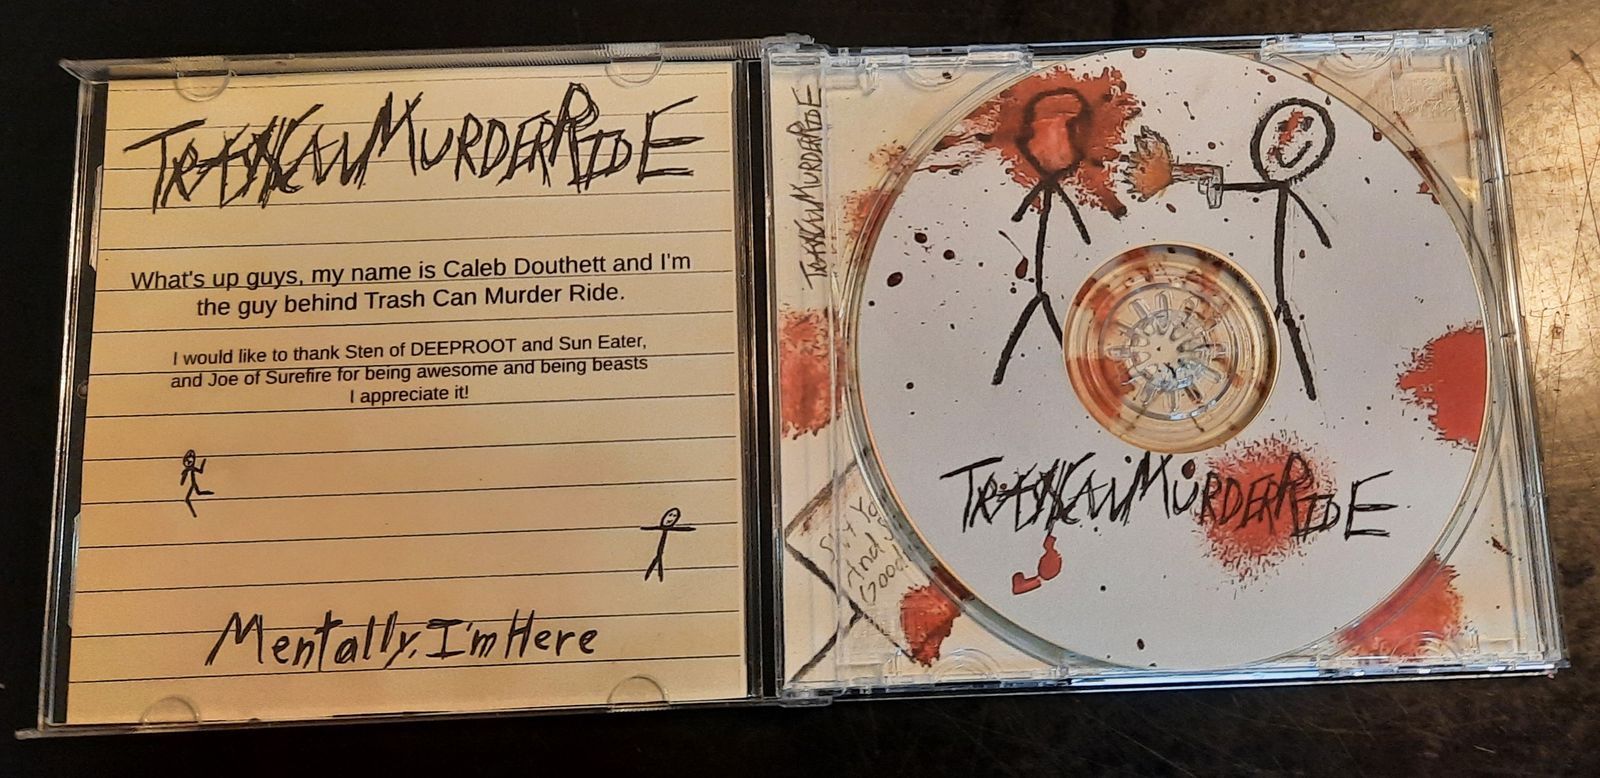 TRASHCANMURDERRIDE
What's up guys, my name is Caleb Douthett and I'm
the guy behind Trash Can Murder Ride.
I would like to thank Sten of DEEPROOT and Sun Eater,
and Joe of Surefire for being awesome and being beasts
I appreciate it!
Mentally, I'm Here
TRASHCANMURDERRIDE
TRASHCANMURDERRIDE
And
Good